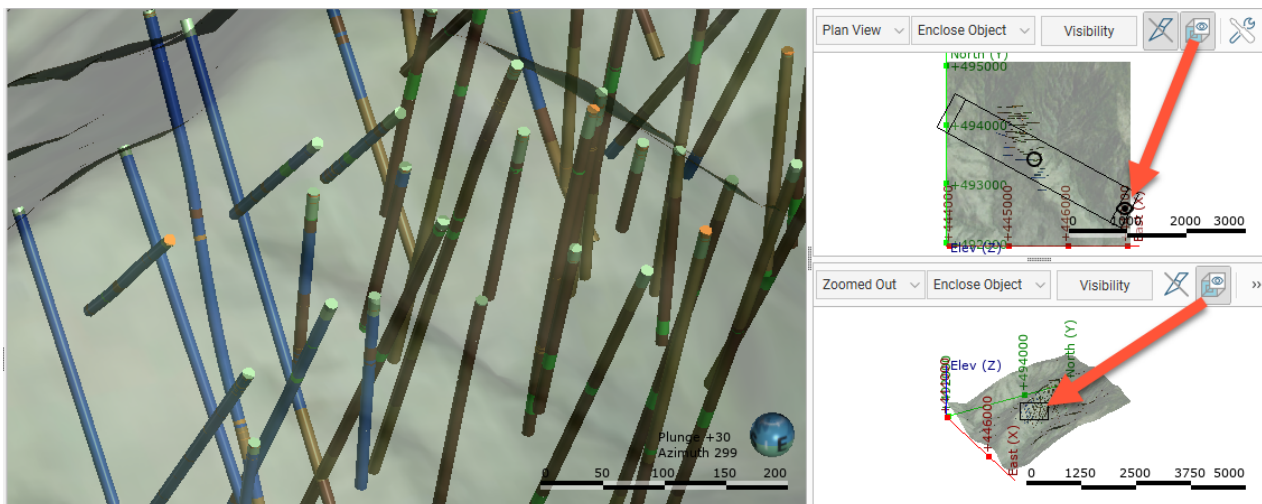 Plunge +30
Azimuth 299
0 50 100 150 200
E
Plan View Enclose Object Visibility
North (Y)
+495000
+494000
+493000
+444000
+445000
+446000
East (X)
Elev (Z)
0 1000 2000 3000
Zoomed Out Enclose Object Visibility »
Elev (Z)
+494000
North (Y)
+446000
East (X)
0 1250 2500 3750 5000